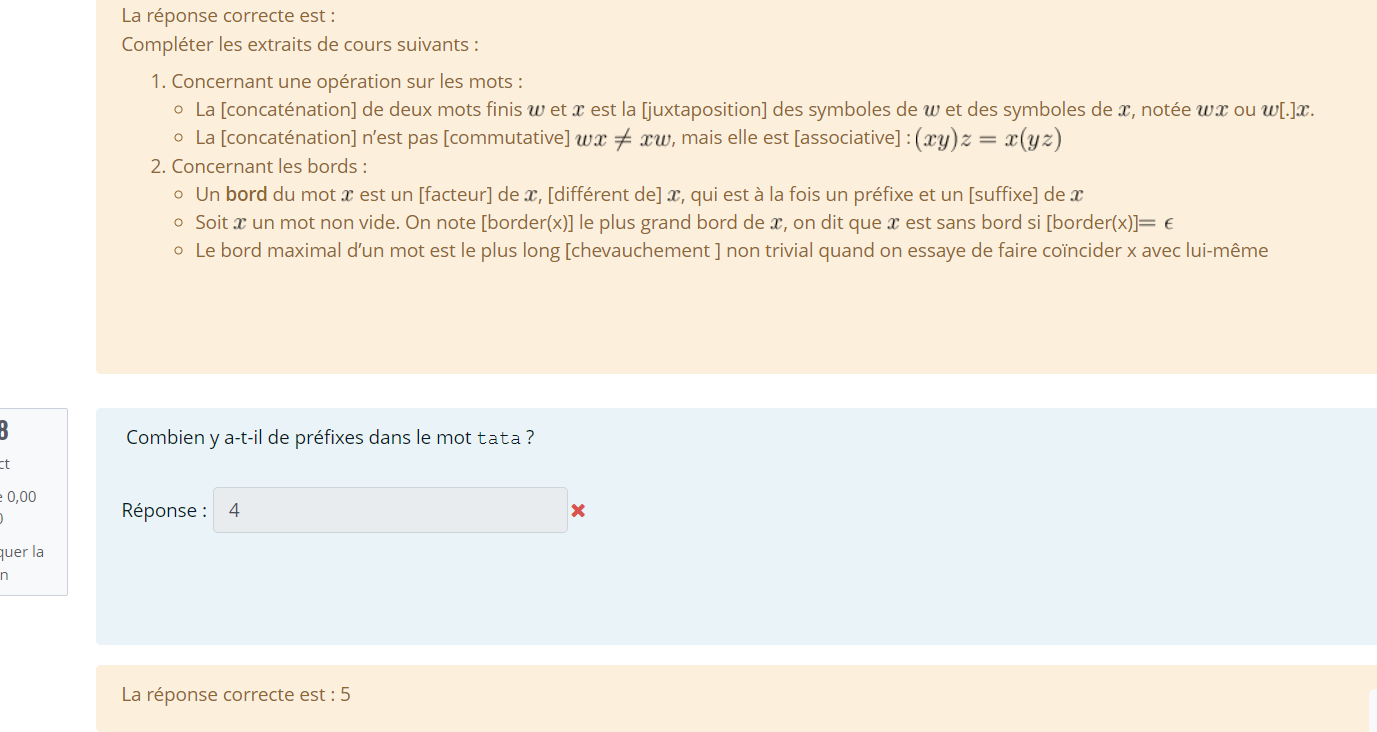 La réponse correcte est :
Compléter les extraits de cours suivants :
1. Concernant une opération sur les mots :
○ La [concaténation] de deux mots finis w et x est la [juxtaposition] des symboles de w et des symboles de x, notée wx ou w[.]x.
○ La [concaténation] n’est pas [commutative] wx ≠ xw, mais elle est [associative] : (xy)z = x(yz)
2. Concernant les bords :
○ Un bord du mot x est un [facteur] de x, [différent de] x, qui est à la fois un préfixe et un [suffixe] de x
○ Soit x un mot non vide. On note [border(x)] le plus grand bord de x, on dit que x est sans bord si [border(x)]= ϵ
○ Le bord maximal d’un mot est le plus long [chevauchement ] non trivial quand on essaye de faire coïncider x avec lui-même
8
ct
e 0,00
0
quer la
n
Combien y a-t-il de préfixes dans le mot tata ?
Réponse : 4
La réponse correcte est : 5